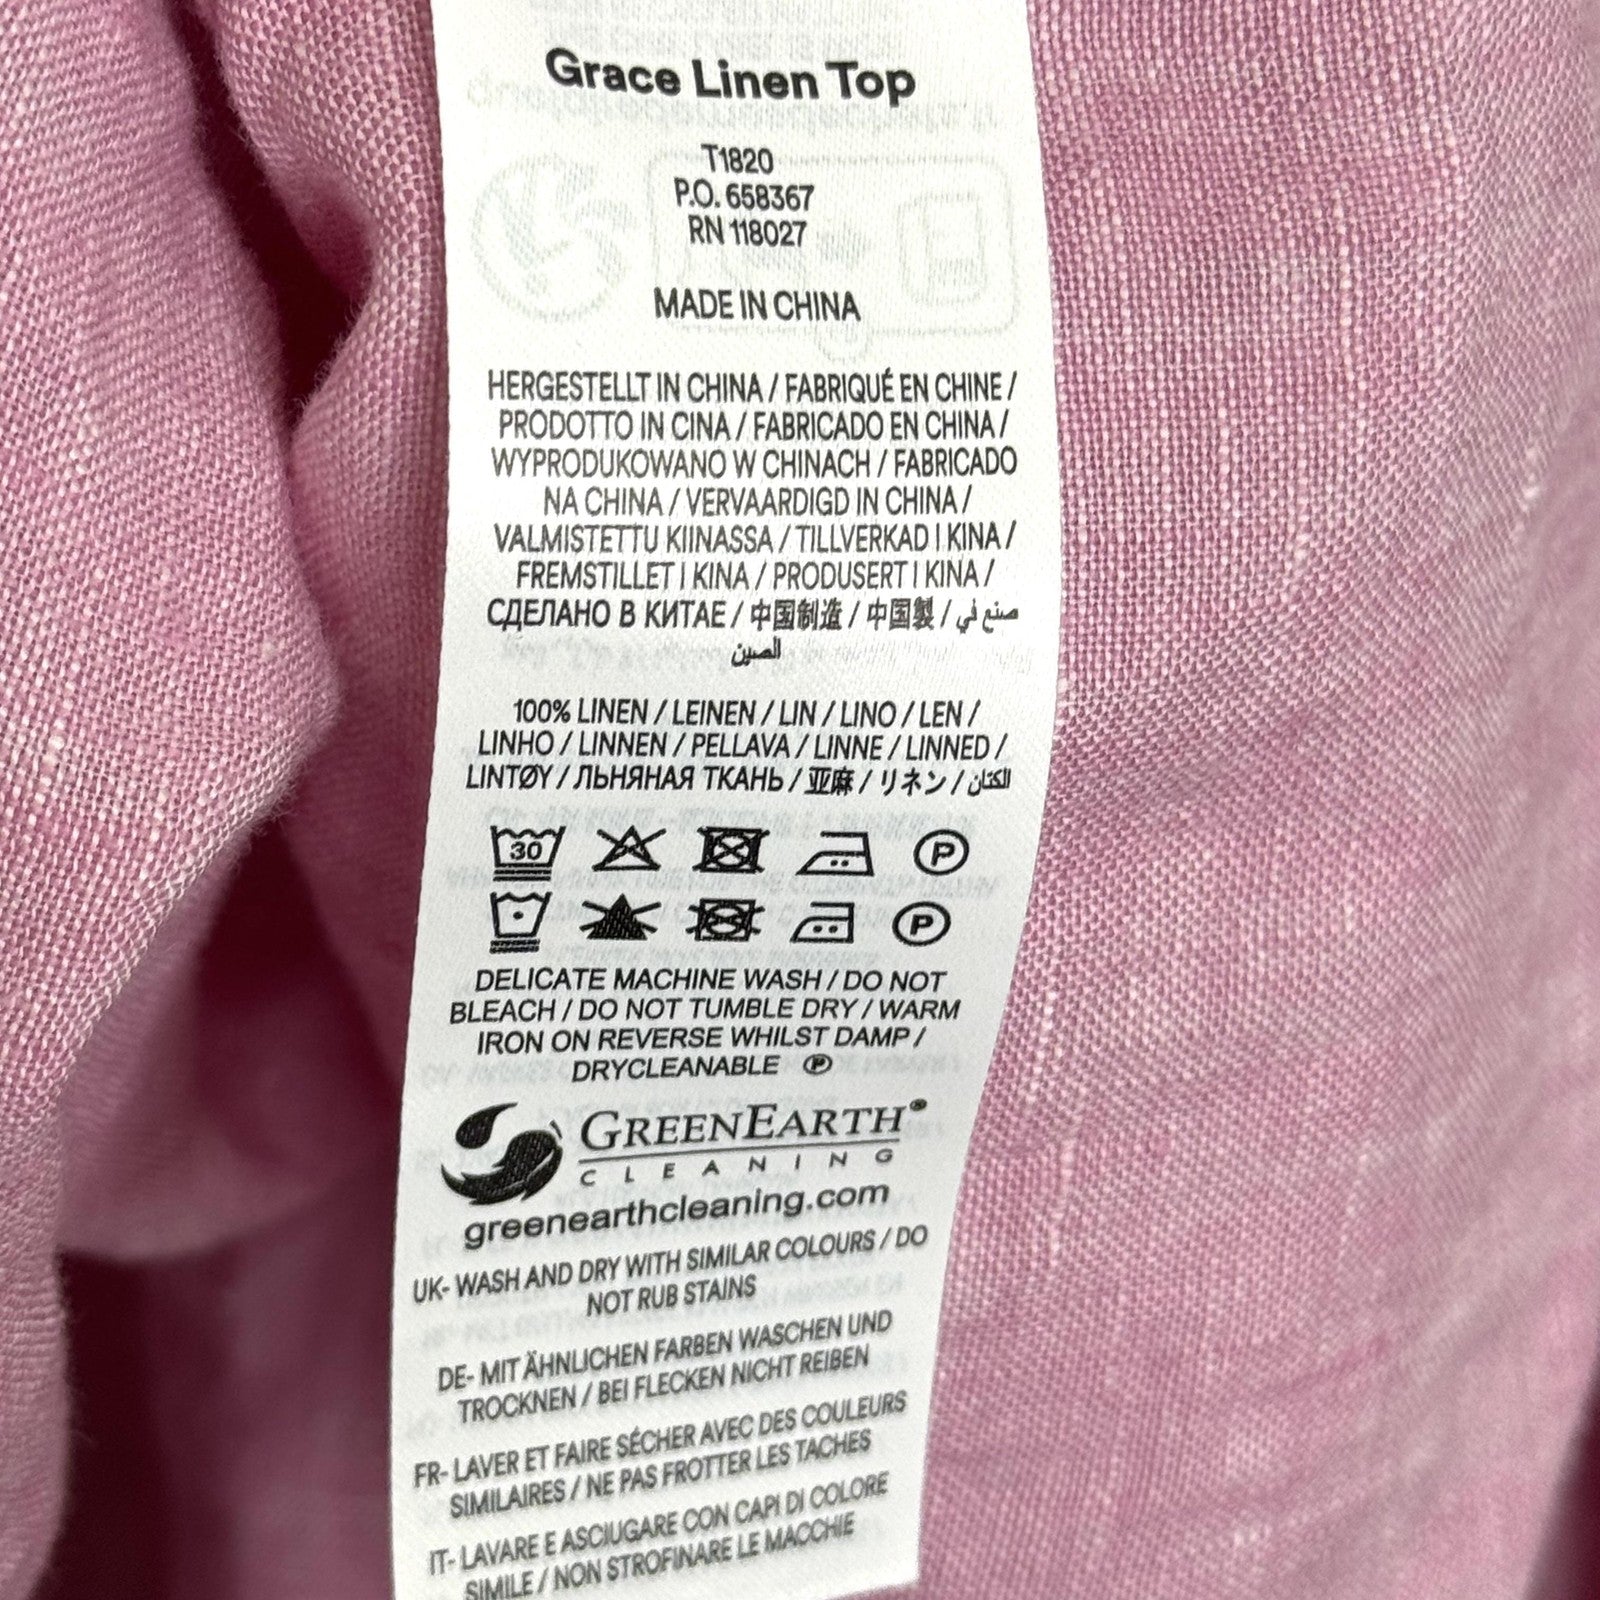 Grace Linen Top
T1820
P.O. 658367
RN 118027
MADE IN CHINA
HERGESTELLT IN CHINA / FABRIQUÉ EN CHINE /
PRODOTTO IN CINA / FABRICADO EN CHINA /
WYPRODUKOWANO W CHINACH / FABRICADO
NA CHINA / VERVAARDIGD IN CHINA /
VALMISTETTU KIINASSA / TILLVERKAD I KINA /
FREMSTILLET I KINA / PRODUSERT I KINA /
СДЕЛАНО В КИТАЕ / 中国制造 / 中国製 / صنع في
الصين
100% LINEN / LEINEN / LIN / LINO / LEN /
LINHO / LINNEN / PELLAVA / LINNE / LINNED /
LINTØY / ЛЬНЯНАЯ ТКАНЬ / 亚麻 / リネン / الكتان
30 P
P
DELICATE MACHINE WASH / DO NOT
BLEACH / DO NOT TUMBLE DRY / WARM
IRON ON REVERSE WHILST DAMP /
DRYCLEANABLE P
GREENEARTH®
CLEANING
greenearthcleaning.com
UK- WASH AND DRY WITH SIMILAR COLOURS / DO
NOT RUB STAINS
DE- MIT ÄHNLICHEN FARBEN WASCHEN UND
TROCKNEN / BEI FLECKEN NICHT REIBEN
FR- LAVER ET FAIRE SÉCHER AVEC DES COULEURS
SIMILAIRES / NE PAS FROTTER LES TACHES
IT- LAVARE E ASCIUGARE CON CAPI DI COLORE
SIMILE / NON STROFINARE LE MACCHIE